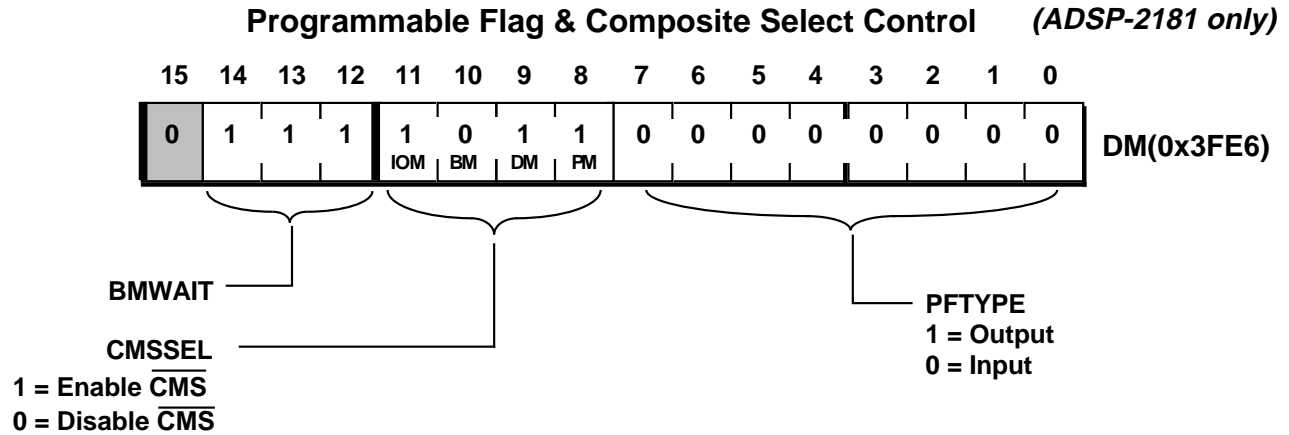 Programmable Flag & Composite Select Control (ADSP-2181 only)
15 14 13 12 11 10 9 8 7 6 5 4 3 2 1 0
0 1 1 1 1 0 1 1 0 0 0 0 0 0 0 0
IOM BM DM PM
DM(0x3FE6)
BMWAIT
CMSSEL
1 = Enable C̅M̅S̅
0 = Disable C̅M̅S̅
PFTYPE
1 = Output
0 = Input